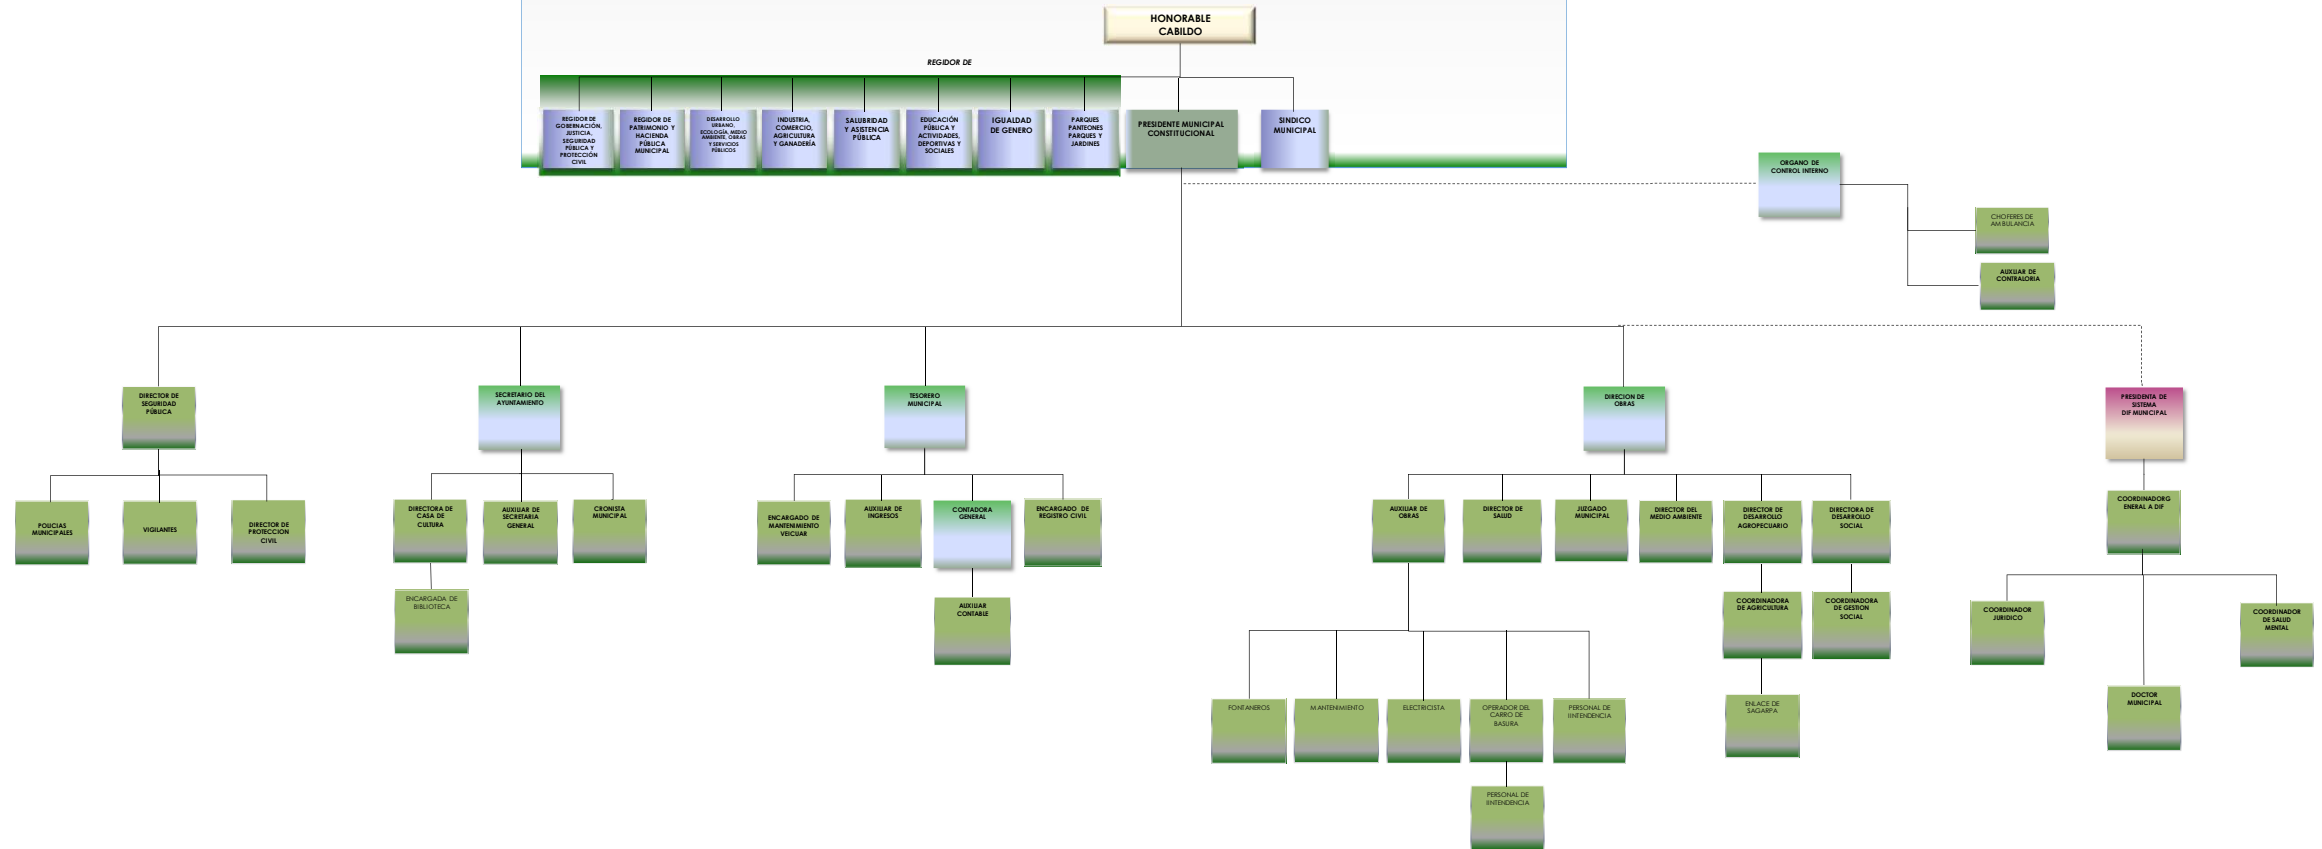 HONORABLE
CABILDO
REGIDOR DE
REGIDOR DE
GOBERNACIÓN,
JUSTICIA,
SEGURIDAD
PÚBLICA Y
PROTECCIÓN
CIVIL
REGIDOR DE
PATRIMONIO Y
HACIENDA
PÚBLICA
MUNICIPAL
DESARROLLO
URBANO,
ECOLOGÍA, MEDIO
AMBIENTE, OBRAS
Y SERVICIOS
PÚBLICOS
INDUSTRIA,
COMERCIO,
AGRICULTURA
Y GANADERÍA
SALUBRIDAD
Y ASISTENCIA
PÚBLICA
EDUCACIÓN
PÚBLICA Y
ACTIVIDADES,
DEPORTIVAS Y
SOCIALES
IGUALDAD
DE GENERO
PARQUES
PANTEONES
PARQUES Y
JARDINES
PRESIDENTE MUNICIPAL
CONSTITUCIONAL
SINDICO
MUNICIPAL
ORGANO DE
CONTROL INTERNO
CHOFERES DE
AMBULANCIA
AUXILIAR DE
CONTRALORIA
DIRECTOR DE
SEGURIDAD
PÚBLICA
SECRETARIO DEL
AYUNTAMIENTO
TESORERO
MUNICIPAL
DIRECION DE
OBRAS
PRESIDENTA DE
SISTEMA
DIF MUNICIPAL
POLICIAS
MUNICIPALES
VIGILANTES
DIRECTOR DE
PROTECCION
CIVIL
DIRECTORA DE
CASA DE
CULTURA
AUXILIAR DE
SECRETARIA
GENERAL
CRONISTA
MUNICIPAL
ENCARGADO DE
MANTENIMIENTO
VEICUAR
AUXILIAR DE
INGRESOS
CONTADORA
GENERAL
ENCARGADO DE
REGISTRO CIVIL
AUXILIAR DE
OBRAS
DIRECTOR DE
SALUD
JUZGADO
MUNICIPAL
DIRECTOR DEL
MEDIO AMBIENTE
DIRECTOR DE
DESARROLLO
AGROPECUARIO
DIRECTORA DE
DESARROLLO
SOCIAL
COORDINADORG
ENERAL A DIF
ENCARGADA DE
BIBLIOTECA
AUXILIAR
CONTABLE
COORDINADORA
DE AGRICULTURA
COORDINADORA
DE GESTION
SOCIAL
COORDINADOR
JURIDICO
COORDINADOR
DE SALUD
MENTAL
FONTANEROS
MANTENIMIENTO
ELECTRICISTA
OPERADOR DEL
CARRO DE
BASURA
PERSONAL DE
IINTENDENCIA
ENLACE DE
SAGARPA
DOCTOR
MUNICIPAL
PERSONAL DE
IINTENDENCIA